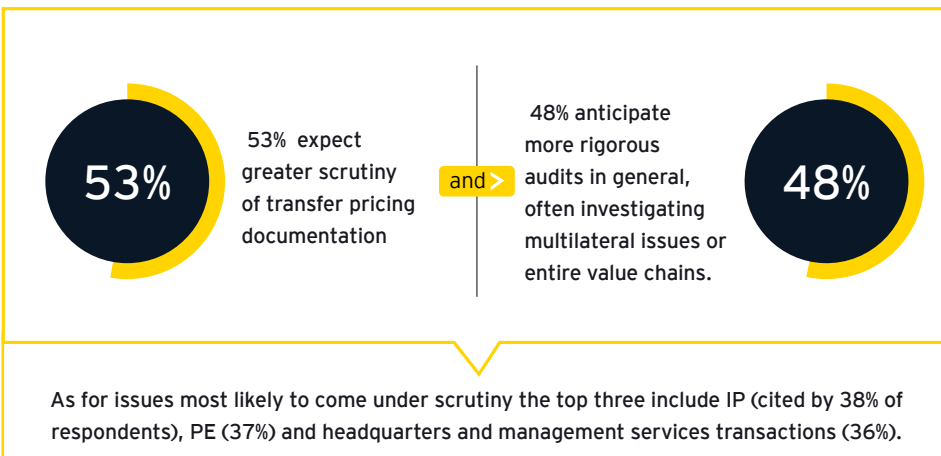 53%
53% expect
greater scrutiny
of transfer pricing
documentation
and >
48% anticipate
more rigorous
audits in general,
often investigating
multilateral issues or
entire value chains.
48%
As for issues most likely to come under scrutiny the top three include IP (cited by 38% of
respondents), PE (37%) and headquarters and management services transactions (36%).